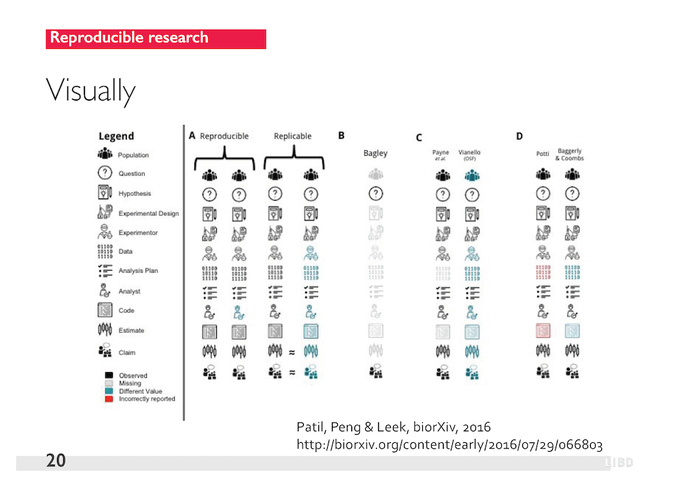 Reproducible research
Visually
Legend
Population
Question
Hypothesis
Experimental Design
Experimentor
Data
Analysis Plan
Analyst
Code
Estimate
Claim
Observed
Missing
Different Value
Incorrectly reported
A Reproducible Replicable
B
Bagley
C
Payne et al.
Vianello (OSF)
D
Potti
Baggerly & Coombs
≈
=
Patil, Peng & Leek, biorXiv, 2016
http://biorxiv.org/content/early/2016/07/29/066803
20
LIBD